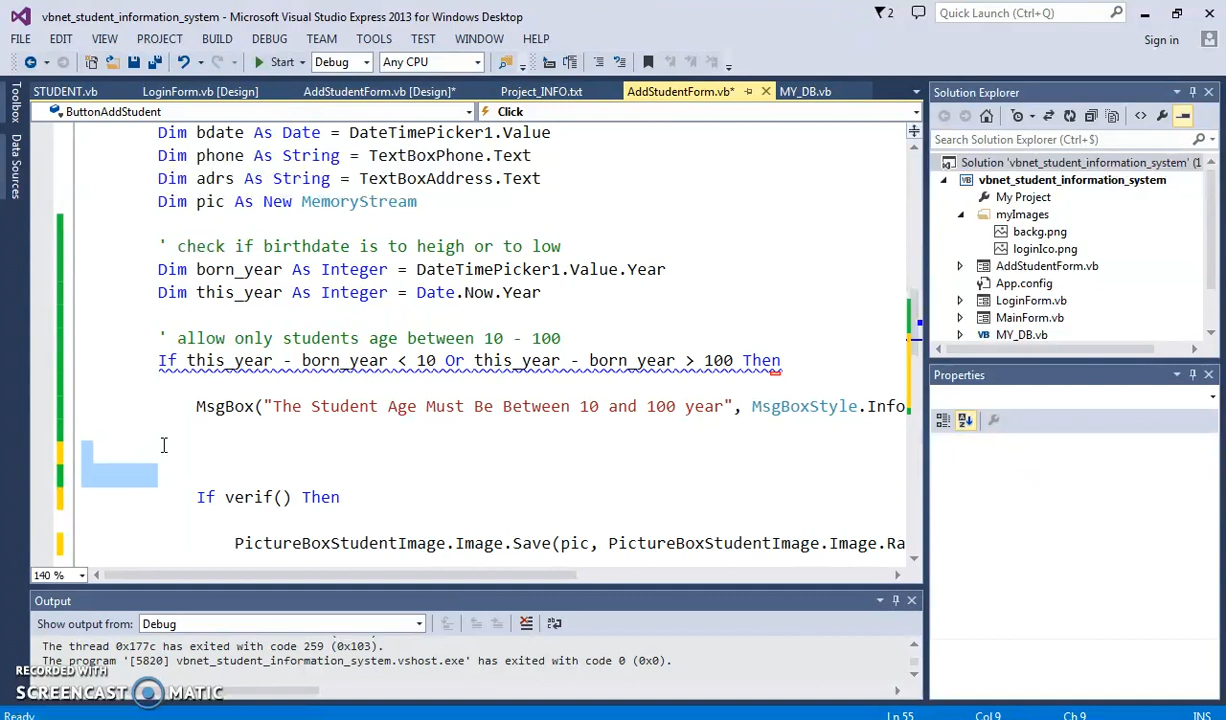 vbnet_student_information_system - Microsoft Visual Studio Express 2013 for Windows Desktop
2
Quick Launch (Ctrl+Q)
FILE EDIT VIEW PROJECT BUILD DEBUG TEAM TOOLS TEST WINDOW HELP
Sign in
Start Debug Any CPU
Toolbox
Data Sources
STUDENT.vb LoginForm.vb [Design] AddStudentForm.vb [Design]* Project_INFO.txt AddStudentForm.vb* MY_DB.vb
ButtonAddStudent Click
Dim bdate As Date = DateTimePicker1.Value
Dim phone As String = TextBoxPhone.Text
Dim adrs As String = TextBoxAddress.Text
Dim pic As New MemoryStream
' check if birthdate is to heigh or to low
Dim born_year As Integer = DateTimePicker1.Value.Year
Dim this_year As Integer = Date.Now.Year
' allow only students age between 10 - 100
If this_year - born_year < 10 Or this_year - born_year > 100 Then
MsgBox("The Student Age Must Be Between 10 and 100 year", MsgBoxStyle.Info
If verif() Then
PictureBoxStudentImage.Image.Save(pic, PictureBoxStudentImage.Image.Ra
140 %
Output
Show output from: Debug
The thread 0x177c has exited with code 259 (0x103).
The program '[5820] vbnet_student_information_system.vshost.exe' has exited with code 0 (0x0).
RECORDED WITH
SCREENCAST MATIC
Solution Explorer
Search Solution Explorer (Ctrl+$)
Solution 'vbnet_student_information_system' (1
vbnet_student_information_system
My Project
myImages
backg.png
loginIco.png
AddStudentForm.vb
App.config
LoginForm.vb
MainForm.vb
MY_DB.vb
Properties
Ready Ln 55 Col 9 Ch 9 INS